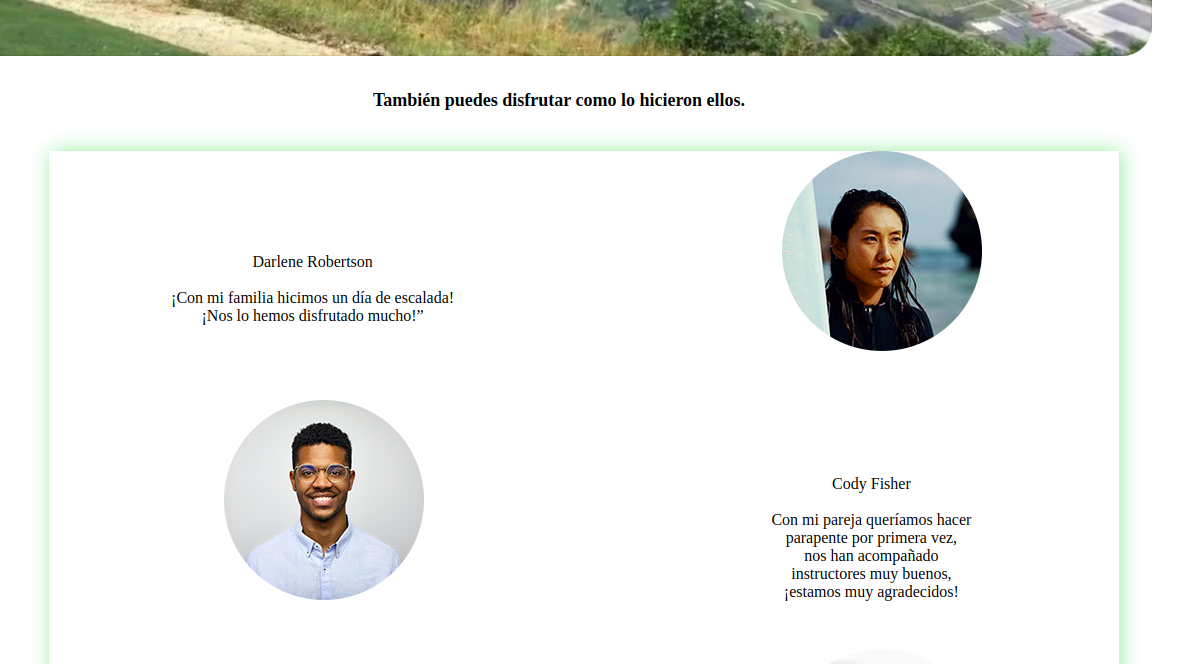 También puedes disfrutar como lo hicieron ellos.
Darlene Robertson
¡Con mi familia hicimos un día de escalada!
¡Nos lo hemos disfrutado mucho!”
Cody Fisher
Con mi pareja queríamos hacer
parapente por primera vez,
nos han acompañado
instructores muy buenos,
¡estamos muy agradecidos!